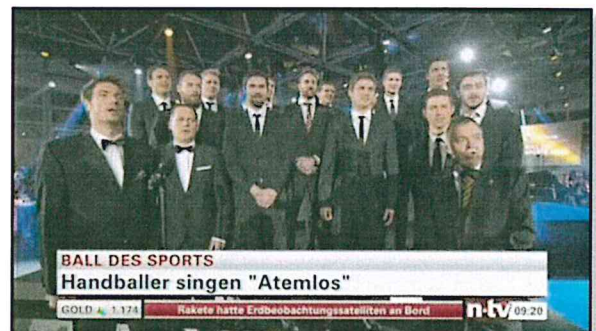 BALL DES SPORTS
Handballer singen "Atemlos"
GOLD ▲ 1.174 Rakete hatte Erdbeobachtungssatelliten an Bord n-tv 09:20